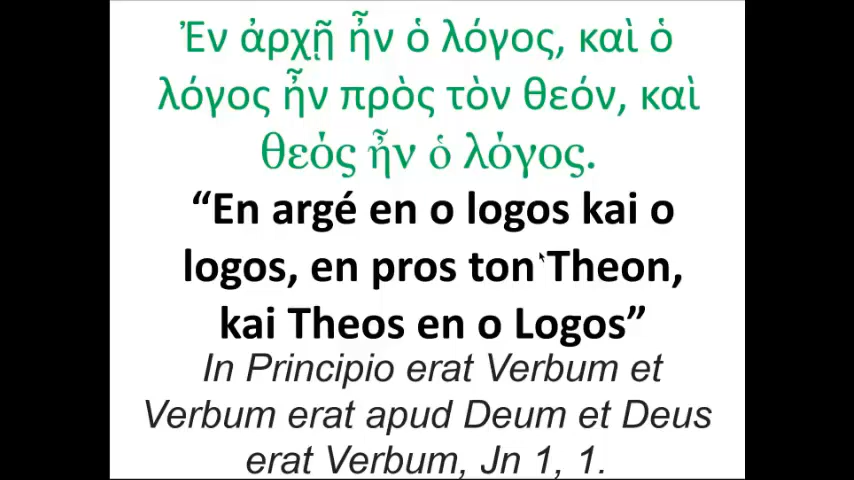 Ἐν ἀρχῇ ἦν ὁ λόγος, καὶ ὁ
λόγος ἦν πρὸς τὸν θεόν, καὶ
θεός ἦν ὁ λόγος.
“En argé en o logos kai o
logos, en pros ton Theon,
kai Theos en o Logos”
In Principio erat Verbum et
Verbum erat apud Deum et Deus
erat Verbum, Jn 1, 1.